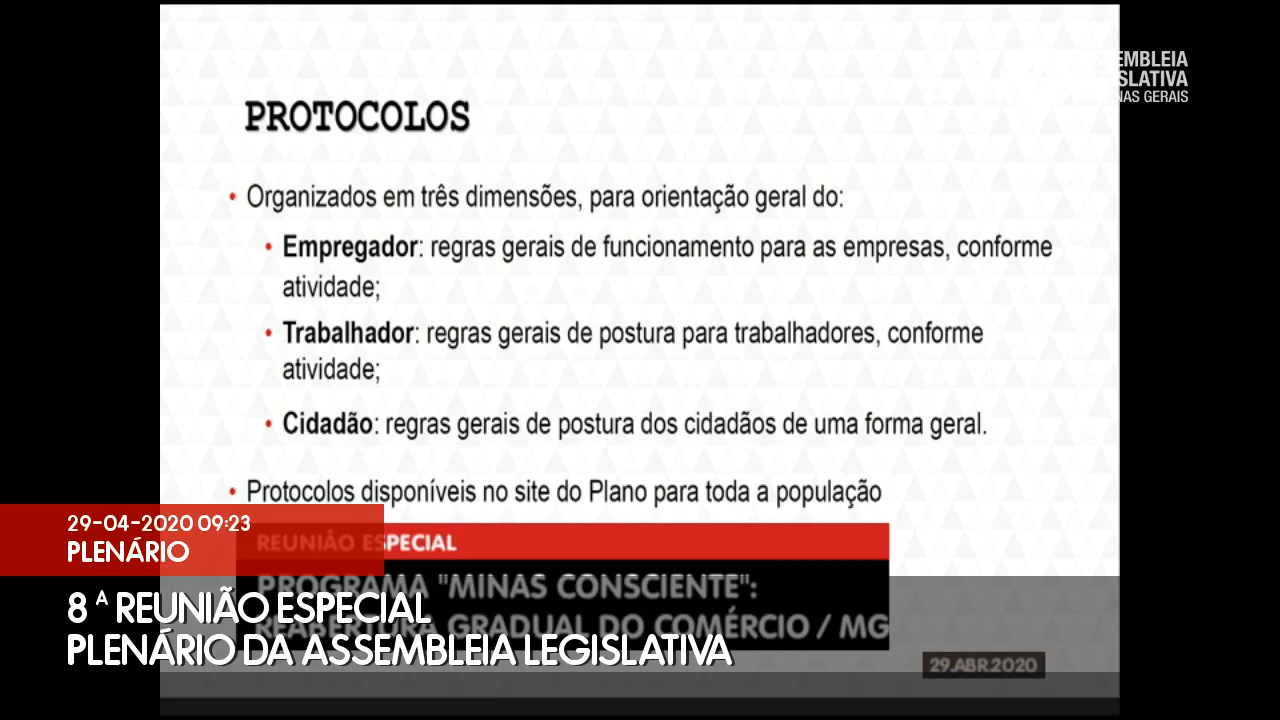 SEMBLEIA
ISLATIVA
NAS GERAIS
PROTOCOLOS
• Organizados em três dimensões, para orientação geral do:
• Empregador: regras gerais de funcionamento para as empresas, conforme
atividade;
• Trabalhador: regras gerais de postura para trabalhadores, conforme
atividade;
• Cidadão: regras gerais de postura dos cidadãos de uma forma geral.
• Protocolos disponíveis no site do Plano para toda a população
29-04-2020 09:23
PLENÁRIO
REUNIÃO ESPECIAL
PROGRAMA "MINAS CONSCIENTE":
REABERTURA GRADUAL DO COMÉRCIO / MG
8ª REUNIÃO ESPECIAL
PLENÁRIO DA ASSEMBLEIA LEGISLATIVA
29.ABR.2020